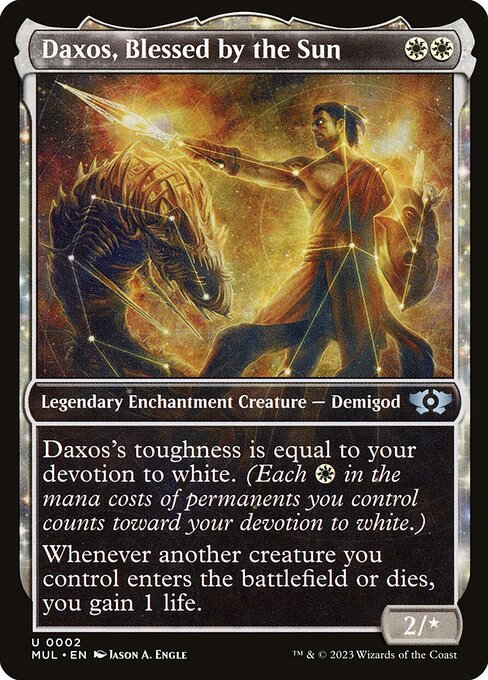 Daxos, Blessed by the Sun
Legendary Enchantment Creature — Demigod
Daxos's toughness is equal to your
devotion to white. (Each ☀ in the
mana costs of permanents you control
counts toward your devotion to white.)
Whenever another creature you
control enters the battlefield or dies,
you gain 1 life.
2/*
U 0002
MUL • EN Jason A. Engle
™ & © 2023 Wizards of the Coast